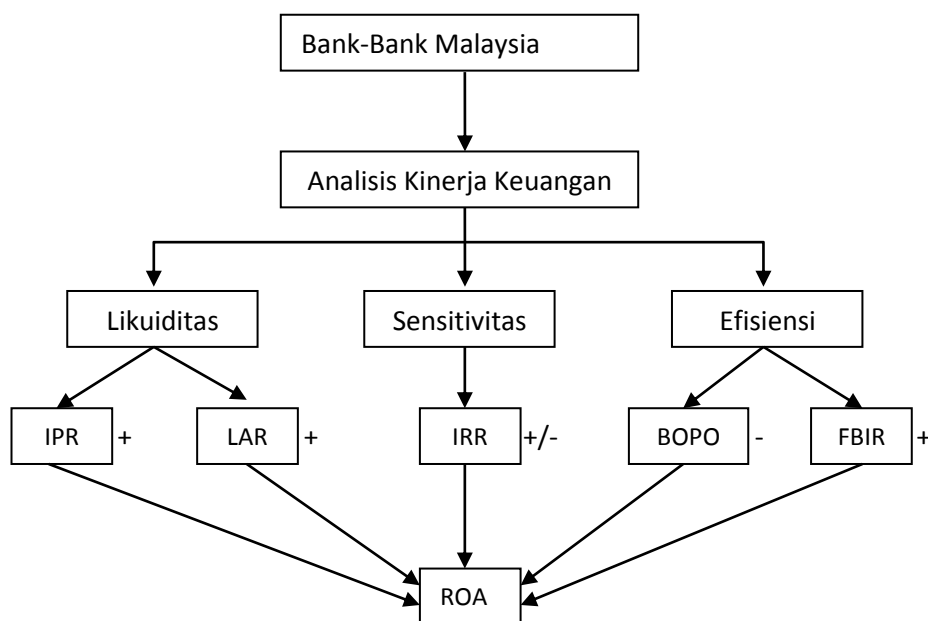 Bank-Bank Malaysia
Analisis Kinerja Keuangan
Likuiditas Sensitivitas Efisiensi
IPR + LAR + IRR +/- BOPO - FBIR +
ROA